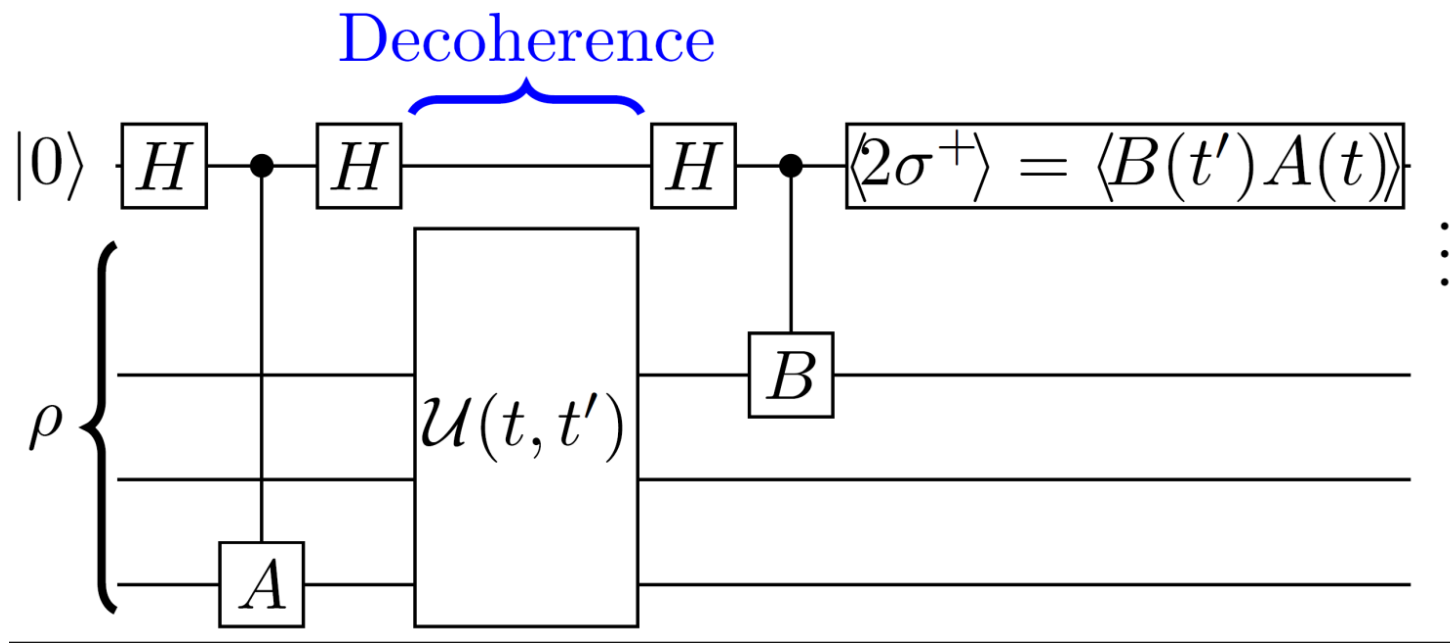 Decoherence
|0⟩ H H H ⟨2σ⁺⟩ = ⟨B(t′)A(t)⟩
⋮
B
ρ U(t, t′)
A